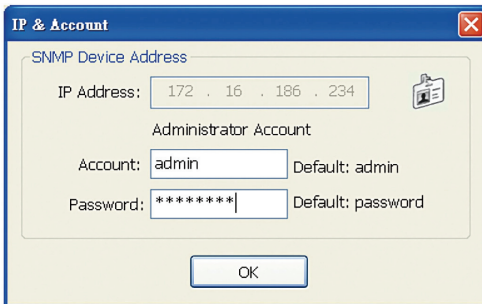 IP & Account
SNMP Device Address
IP Address: 172 . 16 . 186 . 234
Administrator Account
Account: admin Default: admin
Password: ******** Default: password
OK